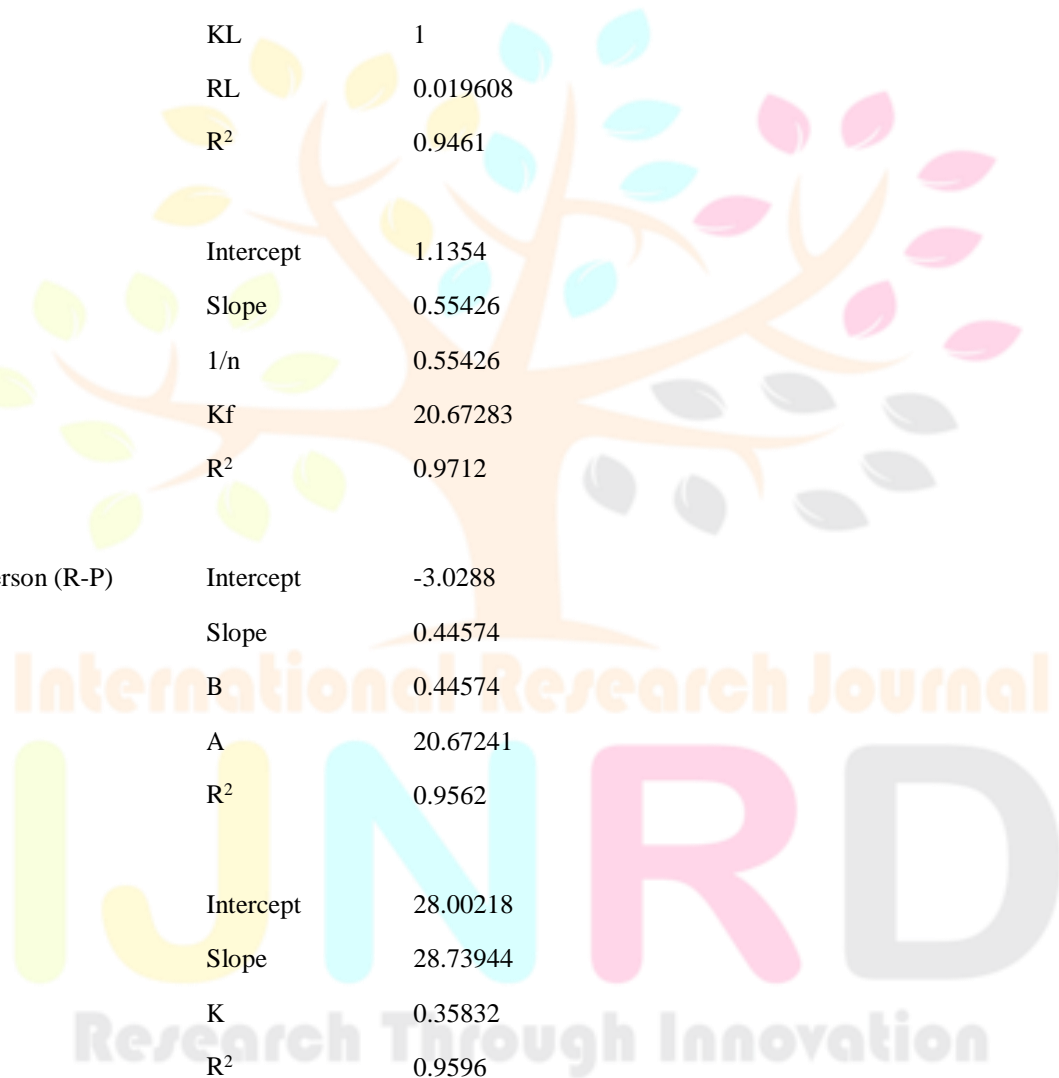 KL 1
RL 0.019608
R² 0.9461
Intercept 1.1354
Slope 0.55426
1/n 0.55426
Kf 20.67283
R² 0.9712
erson (R-P) Intercept -3.0288
Slope 0.44574
International Research Journal
B 0.44574
A 20.67241
R² 0.9562
IJNRD
Intercept 28.00218
Slope 28.73944
K 0.35832
Research Through Innovation
R² 0.9596